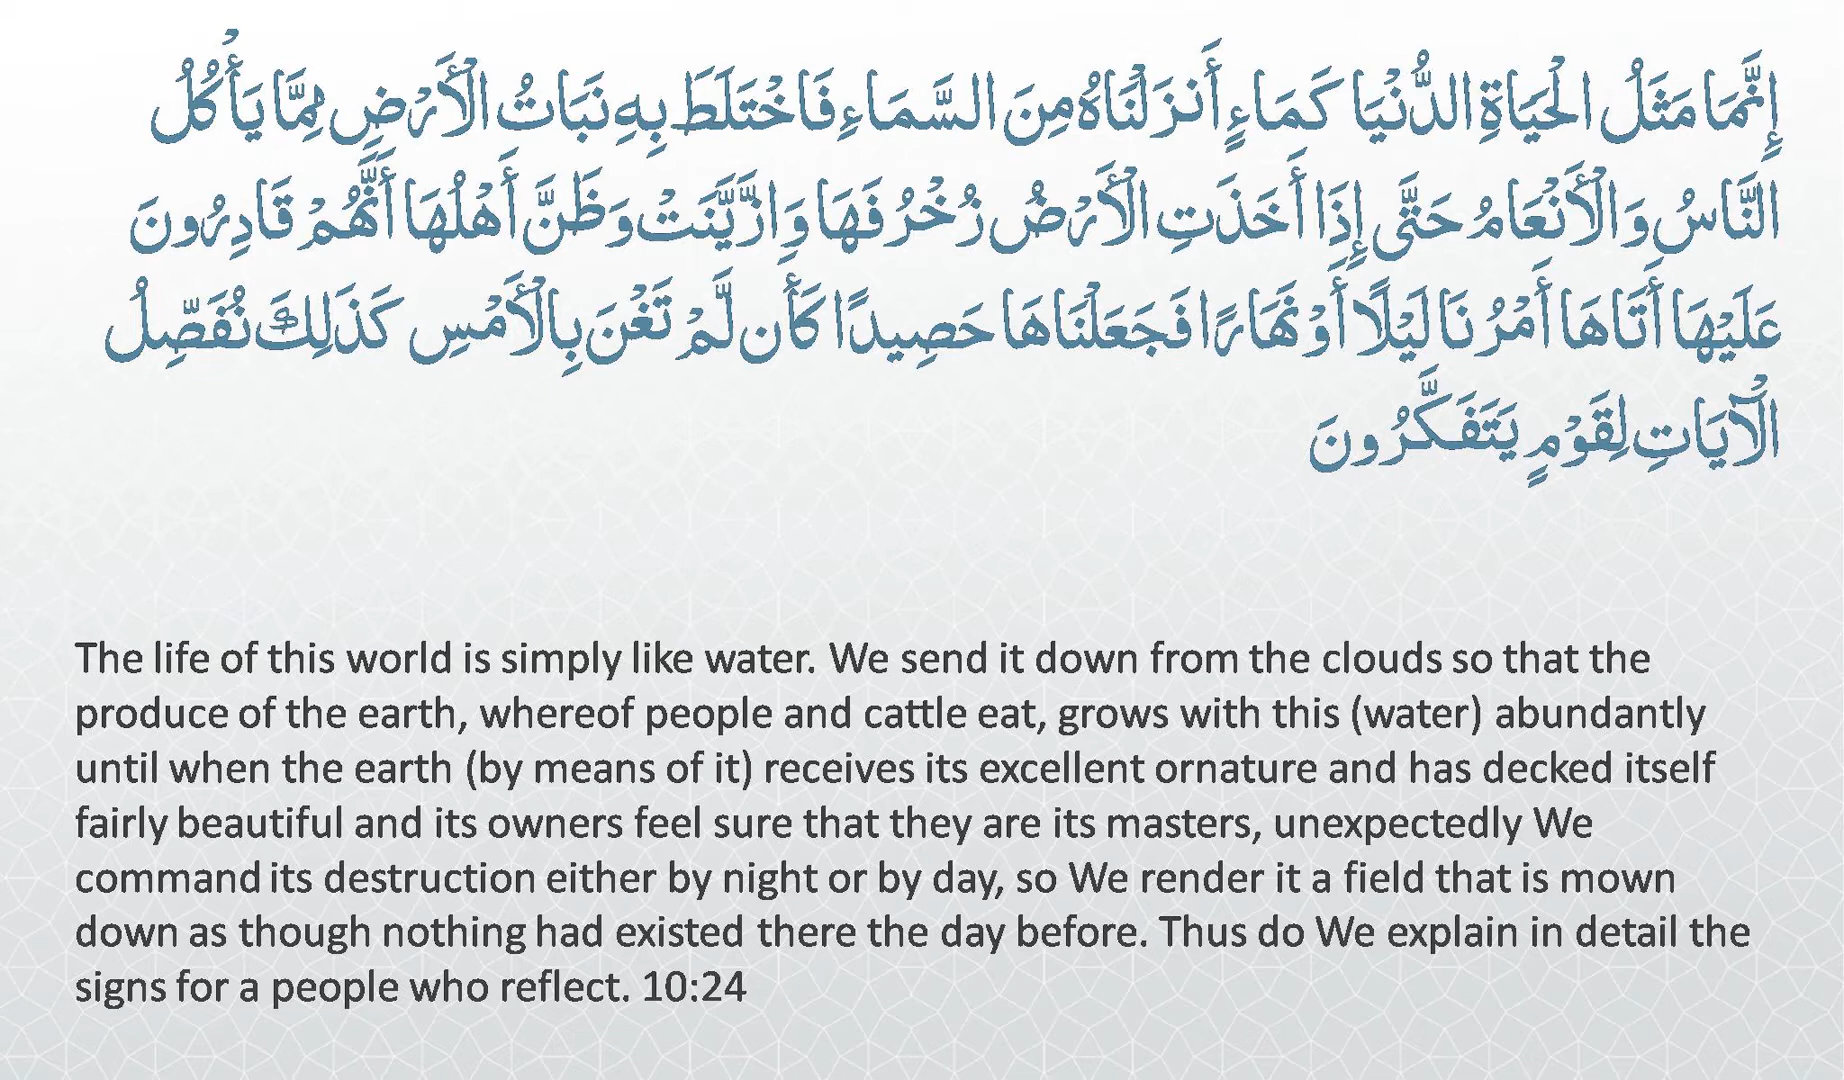 إِنَّمَا مَثَلُ الْحَيَاةِ الدُّنْيَا كَمَاءٍ أَنزَلْنَاهُ مِنَ السَّمَاءِ فَاخْتَلَطَ بِهِ نَبَاتُ الْأَرْضِ مِمَّا يَأْكُلُ
النَّاسُ وَالْأَنْعَامُ حَتَّى إِذَا أَخَذَتِ الْأَرْضُ زُخْرُفَهَا وَازَّيَّنَتْ وَظَنَّ أَهْلُهَا أَنَّهُمْ قَادِرُونَ
عَلَيْهَا أَتَاهَا أَمْرُنَا لَيْلًا أَوْ نَهَارًا فَجَعَلْنَاهَا حَصِيدًا كَأَن لَّمْ تَغْنَ بِالْأَمْسِ كَذَلِكَ نُفَصِّلُ
الْآيَاتِ لِقَوْمٍ يَتَفَكَّرُونَ
The life of this world is simply like water. We send it down from the clouds so that the
produce of the earth, whereof people and cattle eat, grows with this (water) abundantly
until when the earth (by means of it) receives its excellent ornature and has decked itself
fairly beautiful and its owners feel sure that they are its masters, unexpectedly We
command its destruction either by night or by day, so We render it a field that is mown
down as though nothing had existed there the day before. Thus do We explain in detail the
signs for a people who reflect. 10:24